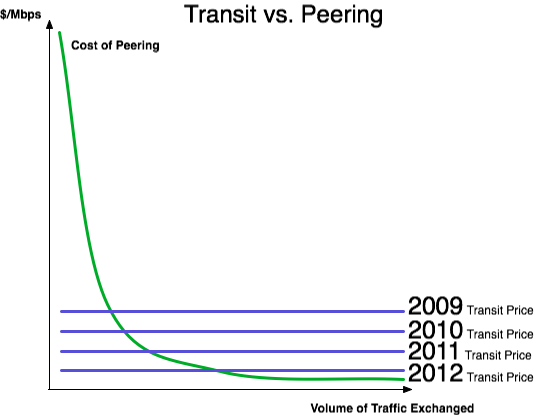 Transit vs. Peering
$/Mbps
Cost of Peering
2009 Transit Price
2010 Transit Price
2011 Transit Price
2012 Transit Price
Volume of Traffic Exchanged